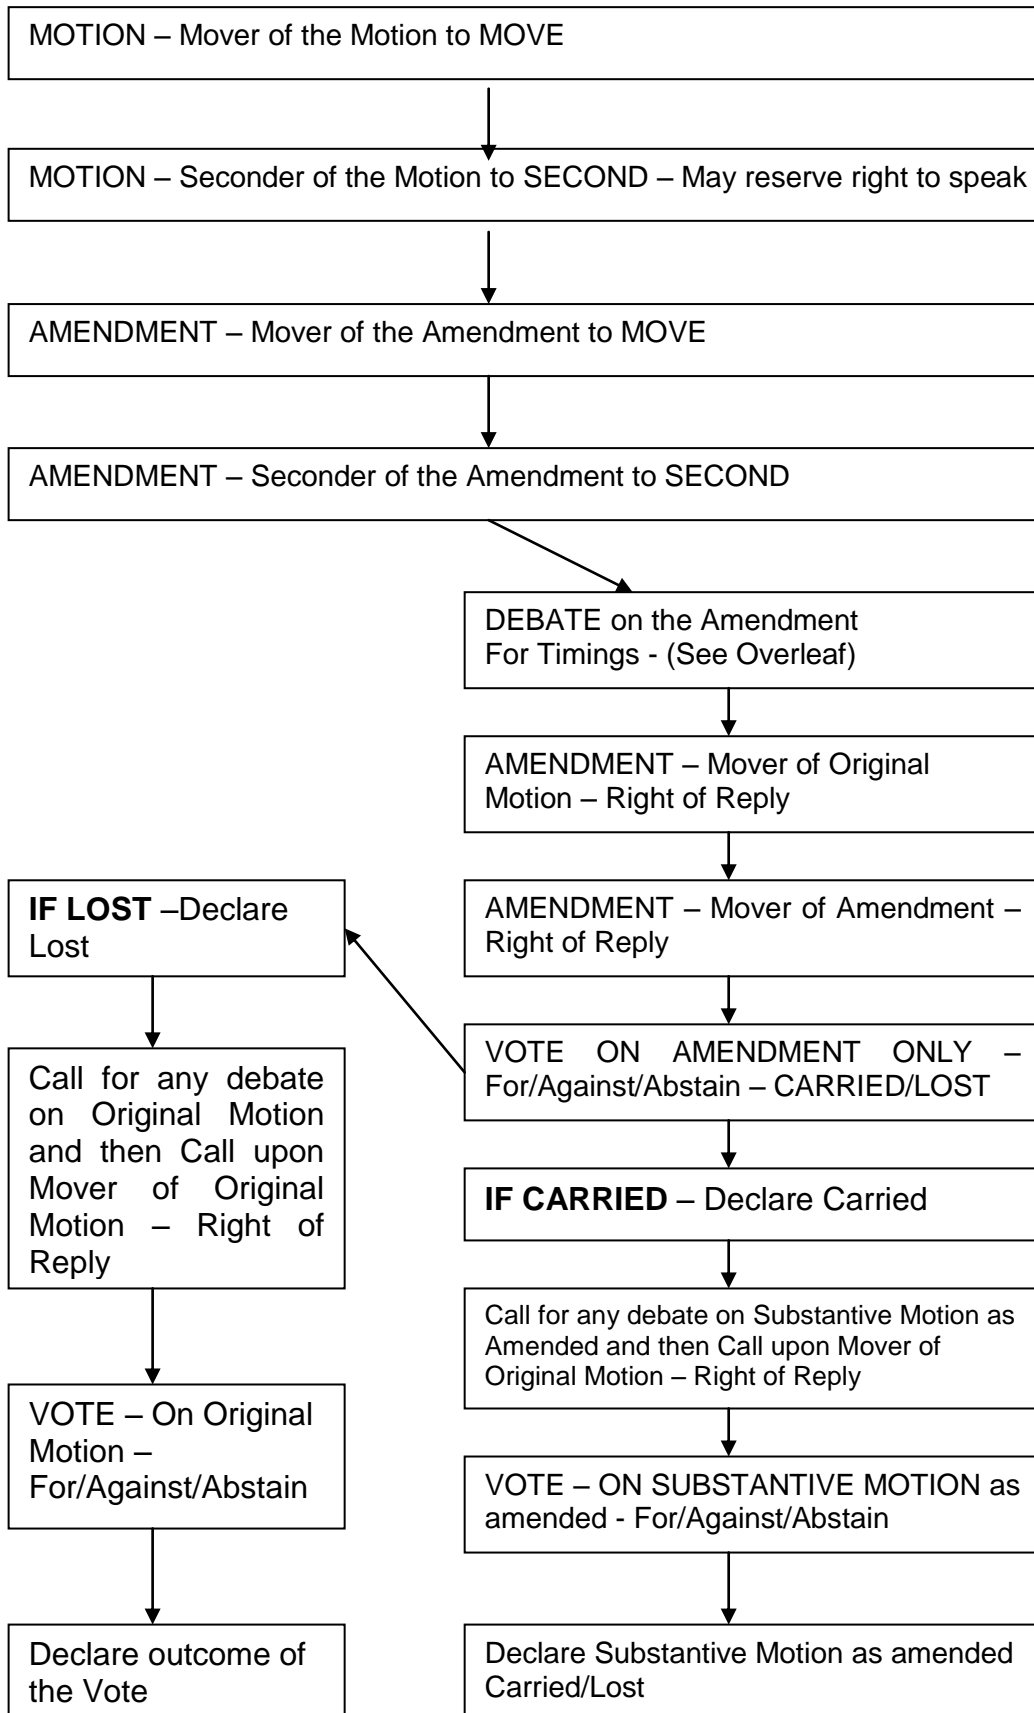 MOTION – Mover of the Motion to MOVE
MOTION – Seconder of the Motion to SECOND – May reserve right to speak
AMENDMENT – Mover of the Amendment to MOVE
AMENDMENT – Seconder of the Amendment to SECOND
DEBATE on the Amendment
For Timings - (See Overleaf)
AMENDMENT – Mover of Original
Motion – Right of Reply
AMENDMENT – Mover of Amendment –
Right of Reply
VOTE ON AMENDMENT ONLY –
For/Against/Abstain – CARRIED/LOST
IF LOST –Declare
Lost
Call for any debate
on Original Motion
and then Call upon
Mover of Original
Motion – Right of
Reply
VOTE – On Original
Motion –
For/Against/Abstain
Declare outcome of
the Vote
IF CARRIED – Declare Carried
Call for any debate on Substantive Motion as
Amended and then Call upon Mover of
Original Motion – Right of Reply
VOTE – ON SUBSTANTIVE MOTION as
amended - For/Against/Abstain
Declare Substantive Motion as amended
Carried/Lost